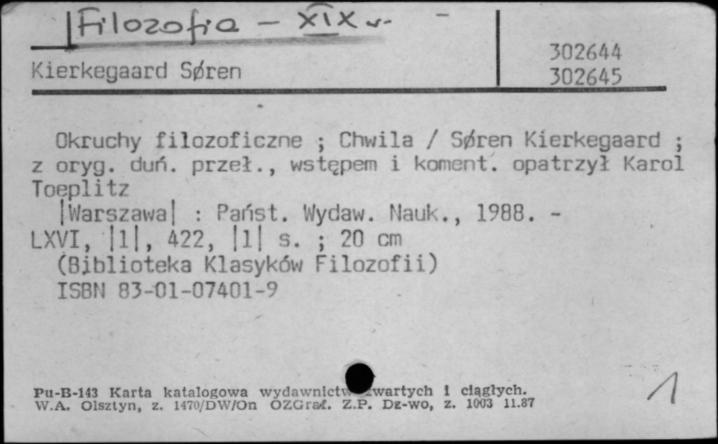 Filozofia – XIX w.
302644
Kierkegaard Søren
302645
Okruchy filozoficzne ; Chwila / Søren Kierkegaard ;
z oryg. duń. przeł., wstępem i koment. opatrzył Karol
Toeplitz
|Warszawa| : Państ. Wydaw. Nauk., 1988. -
LXVI, |1|, 422, |1| s. ; 20 cm
(Biblioteka Klasyków Filozofii)
ISBN 83-01-07401-9
Pu-B-143 Karta katalogowa wydawnictw zwartych i ciągłych.
W.A. Olsztyn, z. 1470/DW/On OZGraf. Z.P. Dz-wo, z. 1003 11.87
1